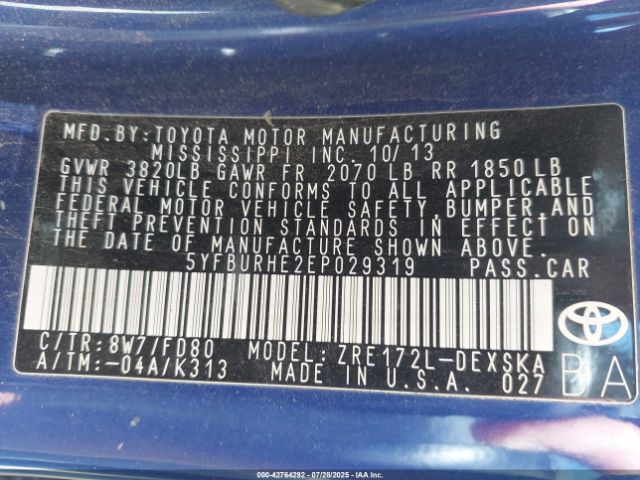 MFD.BY:TOYOTA MOTOR MANUFACTURING
MISSISSIPPI INC. 10/13
GVWR 3820LB GAWR FR 2070 LB RR 1850LB
THIS VEHICLE CONFORMS TO ALL APPLICABLE
FEDERAL MOTOR VEHICLE SAFETY,BUMPER,AND
THEFT PREVENTION STANDARDS IN EFFECT ON
THE DATE OF MANUFACTURE SHOWN ABOVE.
5YFBURHE2EP029319 PASS.CAR
C/TR:8W7/FD80 MODEL:ZRE172L-DEXSKA
A/TM:-04A/K313 MADE IN U.S.A. 027
BA
000-42764292 - 07/28/2025 - IAA Inc.